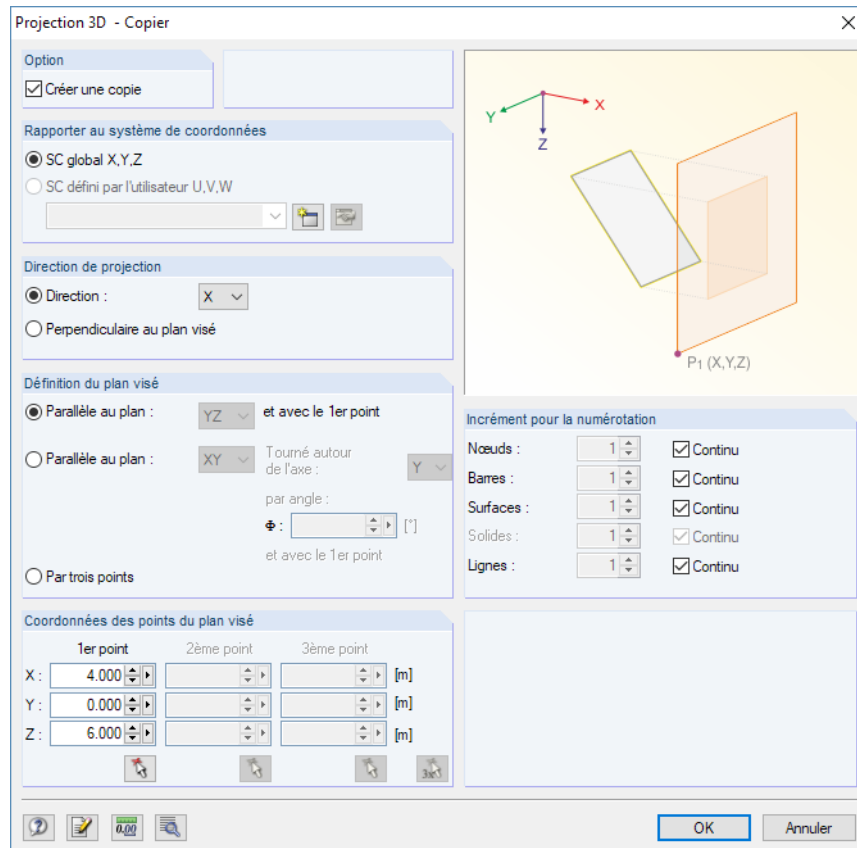 Projection 3D - Copier
Option
Créer une copie
Rapporter au système de coordonnées
SC global X,Y,Z
SC défini par l'utilisateur U,V,W
Direction de projection
Direction : X
Perpendiculaire au plan visé
Définition du plan visé
Parallèle au plan : YZ et avec le 1er point
Parallèle au plan : XY Tourné autour
de l'axe : Y
par angle :
Φ : [°]
et avec le 1er point
Par trois points
Coordonnées des points du plan visé
1er point 2ème point 3ème point
X : 4.000 [m]
Y : 0.000 [m]
Z : 6.000 [m]
3x
Y X
Z
P1 (X,Y,Z)
Incrément pour la numérotation
Nœuds : 1 Continu
Barres : 1 Continu
Surfaces : 1 Continu
Solides : 1 Continu
Lignes : 1 Continu
0.00
OK Annuler